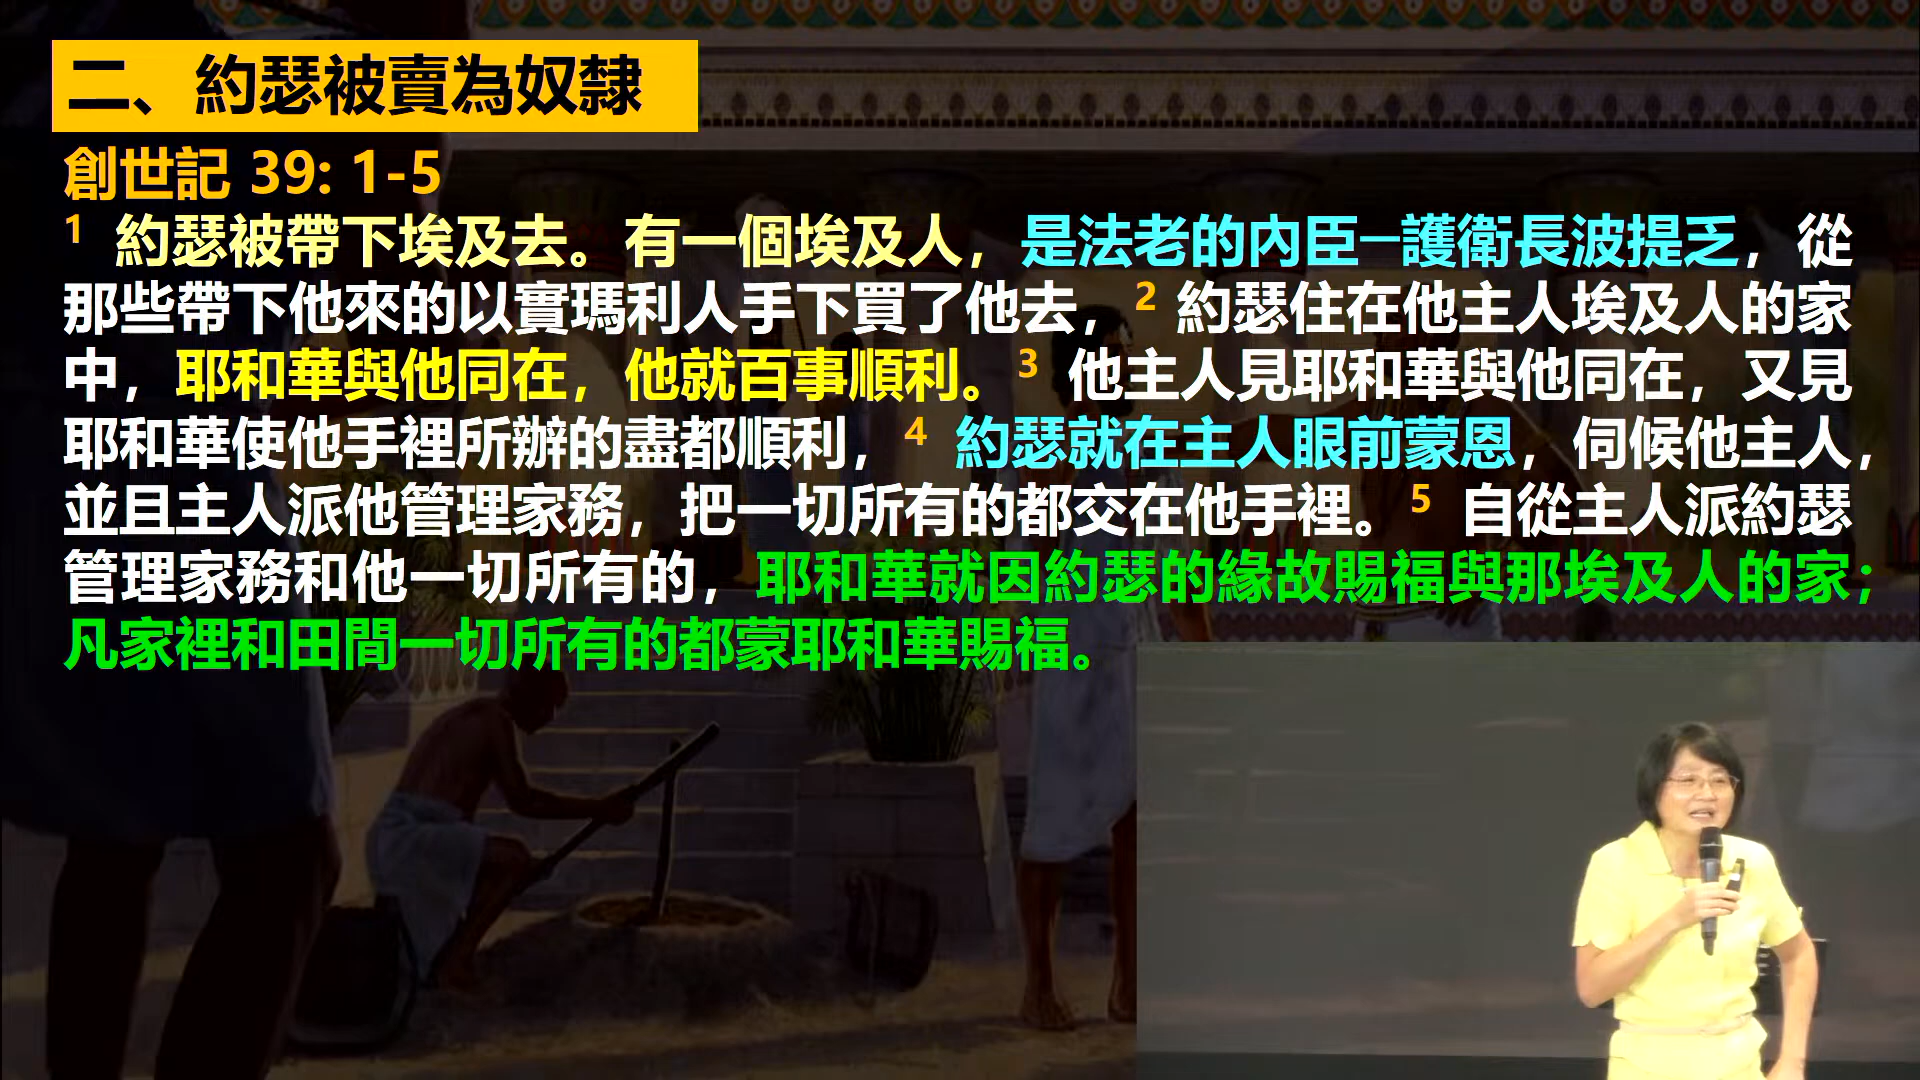 二、約瑟被賣為奴隸
創世記 39: 1-5
1 約瑟被帶下埃及去。有一個埃及人，是法老的內臣─護衛長波提乏，從
那些帶下他來的以實瑪利人手下買了他去，2 約瑟住在他主人埃及人的家
中，耶和華與他同在，他就百事順利。3 他主人見耶和華與他同在，又見
耶和華使他手裡所辦的盡都順利，4 約瑟就在主人眼前蒙恩，伺候他主人，
並且主人派他管理家務，把一切所有的都交在他手裡。5 自從主人派約瑟
管理家務和他一切所有的，耶和華就因約瑟的緣故賜福與那埃及人的家；
凡家裡和田間一切所有的都蒙耶和華賜福。